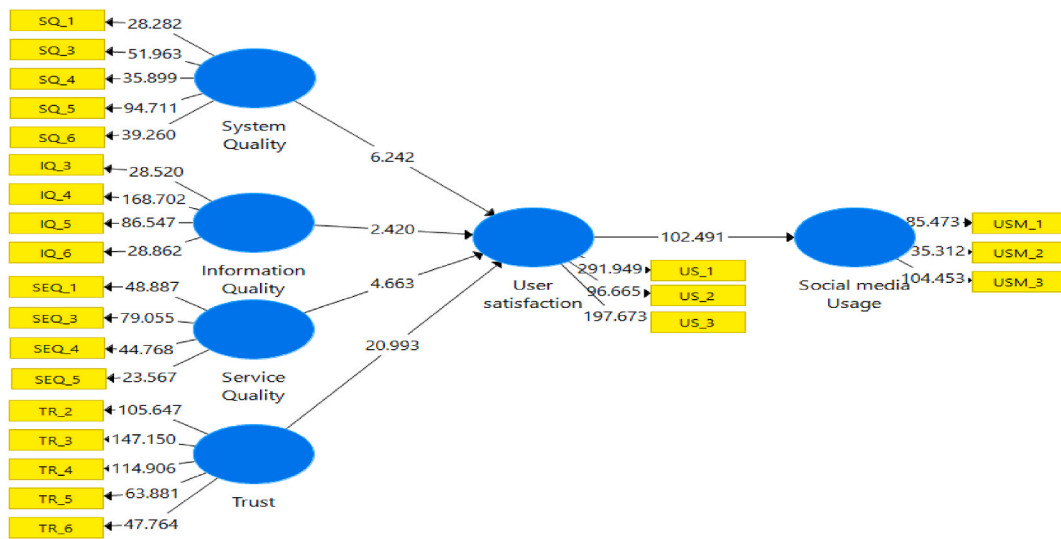 SQ_1 28.282
SQ_3 51.963
SQ_4 35.899
SQ_5 94.711
SQ_6 39.260
System
Quality
6.242
IQ_3 28.520
IQ_4 168.702
IQ_5 86.547
IQ_6 28.862
Information
Quality
2.420
SEQ_1 48.887
SEQ_3 79.055
SEQ_4 44.768
SEQ_5 23.567
Service
Quality
4.663
TR_2 105.647
TR_3 147.150
TR_4 114.906
TR_5 63.881
TR_6 47.764
Trust
20.993
User
satisfaction
291.949 US_1
96.665 US_2
197.673 US_3
102.491
Social media
Usage
85.473 USM_1
35.312 USM_2
104.453 USM_3